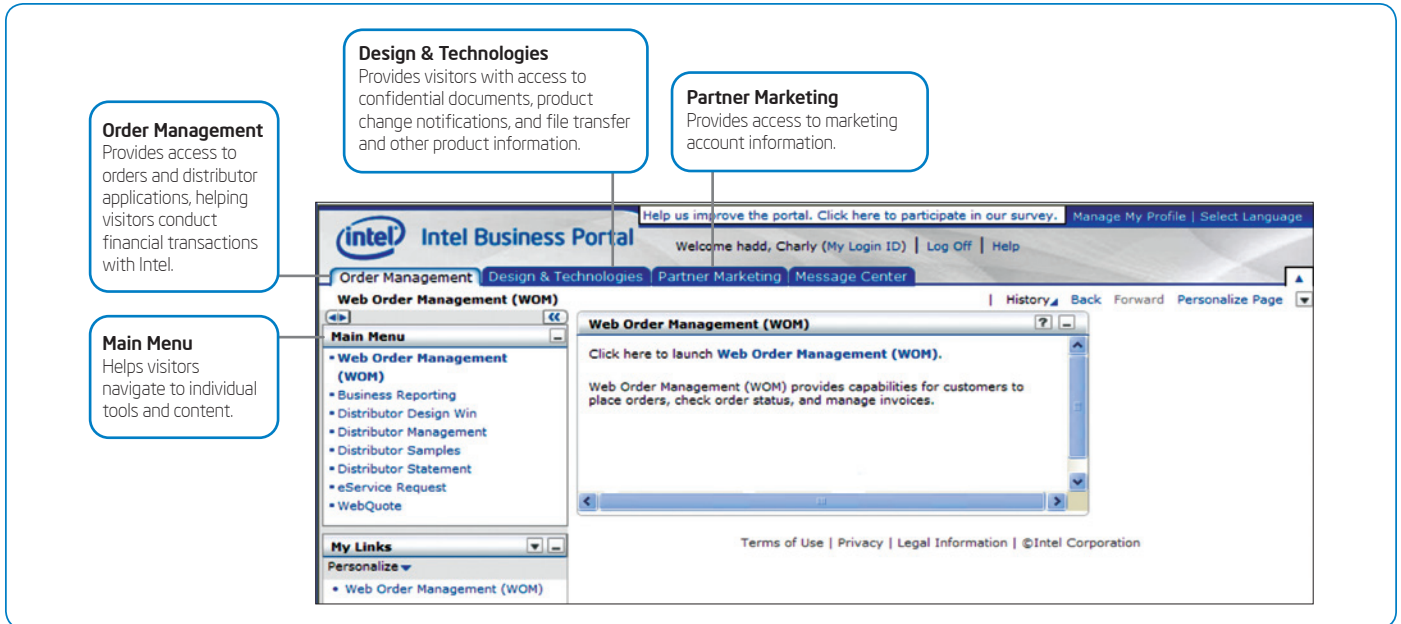 Design & Technologies
Provides visitors with access to
confidential documents, product
change notifications, and file transfer
and other product information.
Partner Marketing
Provides access to marketing
account information.
Order Management
Provides access to
orders and distributor
applications, helping
visitors conduct
financial transactions
with Intel.
Main Menu
Helps visitors
navigate to individual
tools and content.
Help us improve the portal. Click here to participate in our survey. Manage My Profile | Select Language
intel Intel Business Portal
Welcome hadd, Charly (My Login ID) | Log Off | Help
Order Management Design & Technologies Partner Marketing Message Center
Web Order Management (WOM) | History Back Forward Personalize Page
Main Menu
Web Order Management
(WOM)
Business Reporting
Distributor Design Win
Distributor Management
Distributor Samples
Distributor Statement
eService Request
WebQuote
My Links
Personalize
Web Order Management (WOM)
Web Order Management (WOM) ?
Click here to launch Web Order Management (WOM).
Web Order Management (WOM) provides capabilities for customers to
place orders, check order status, and manage invoices.
Terms of Use | Privacy | Legal Information | ©Intel Corporation